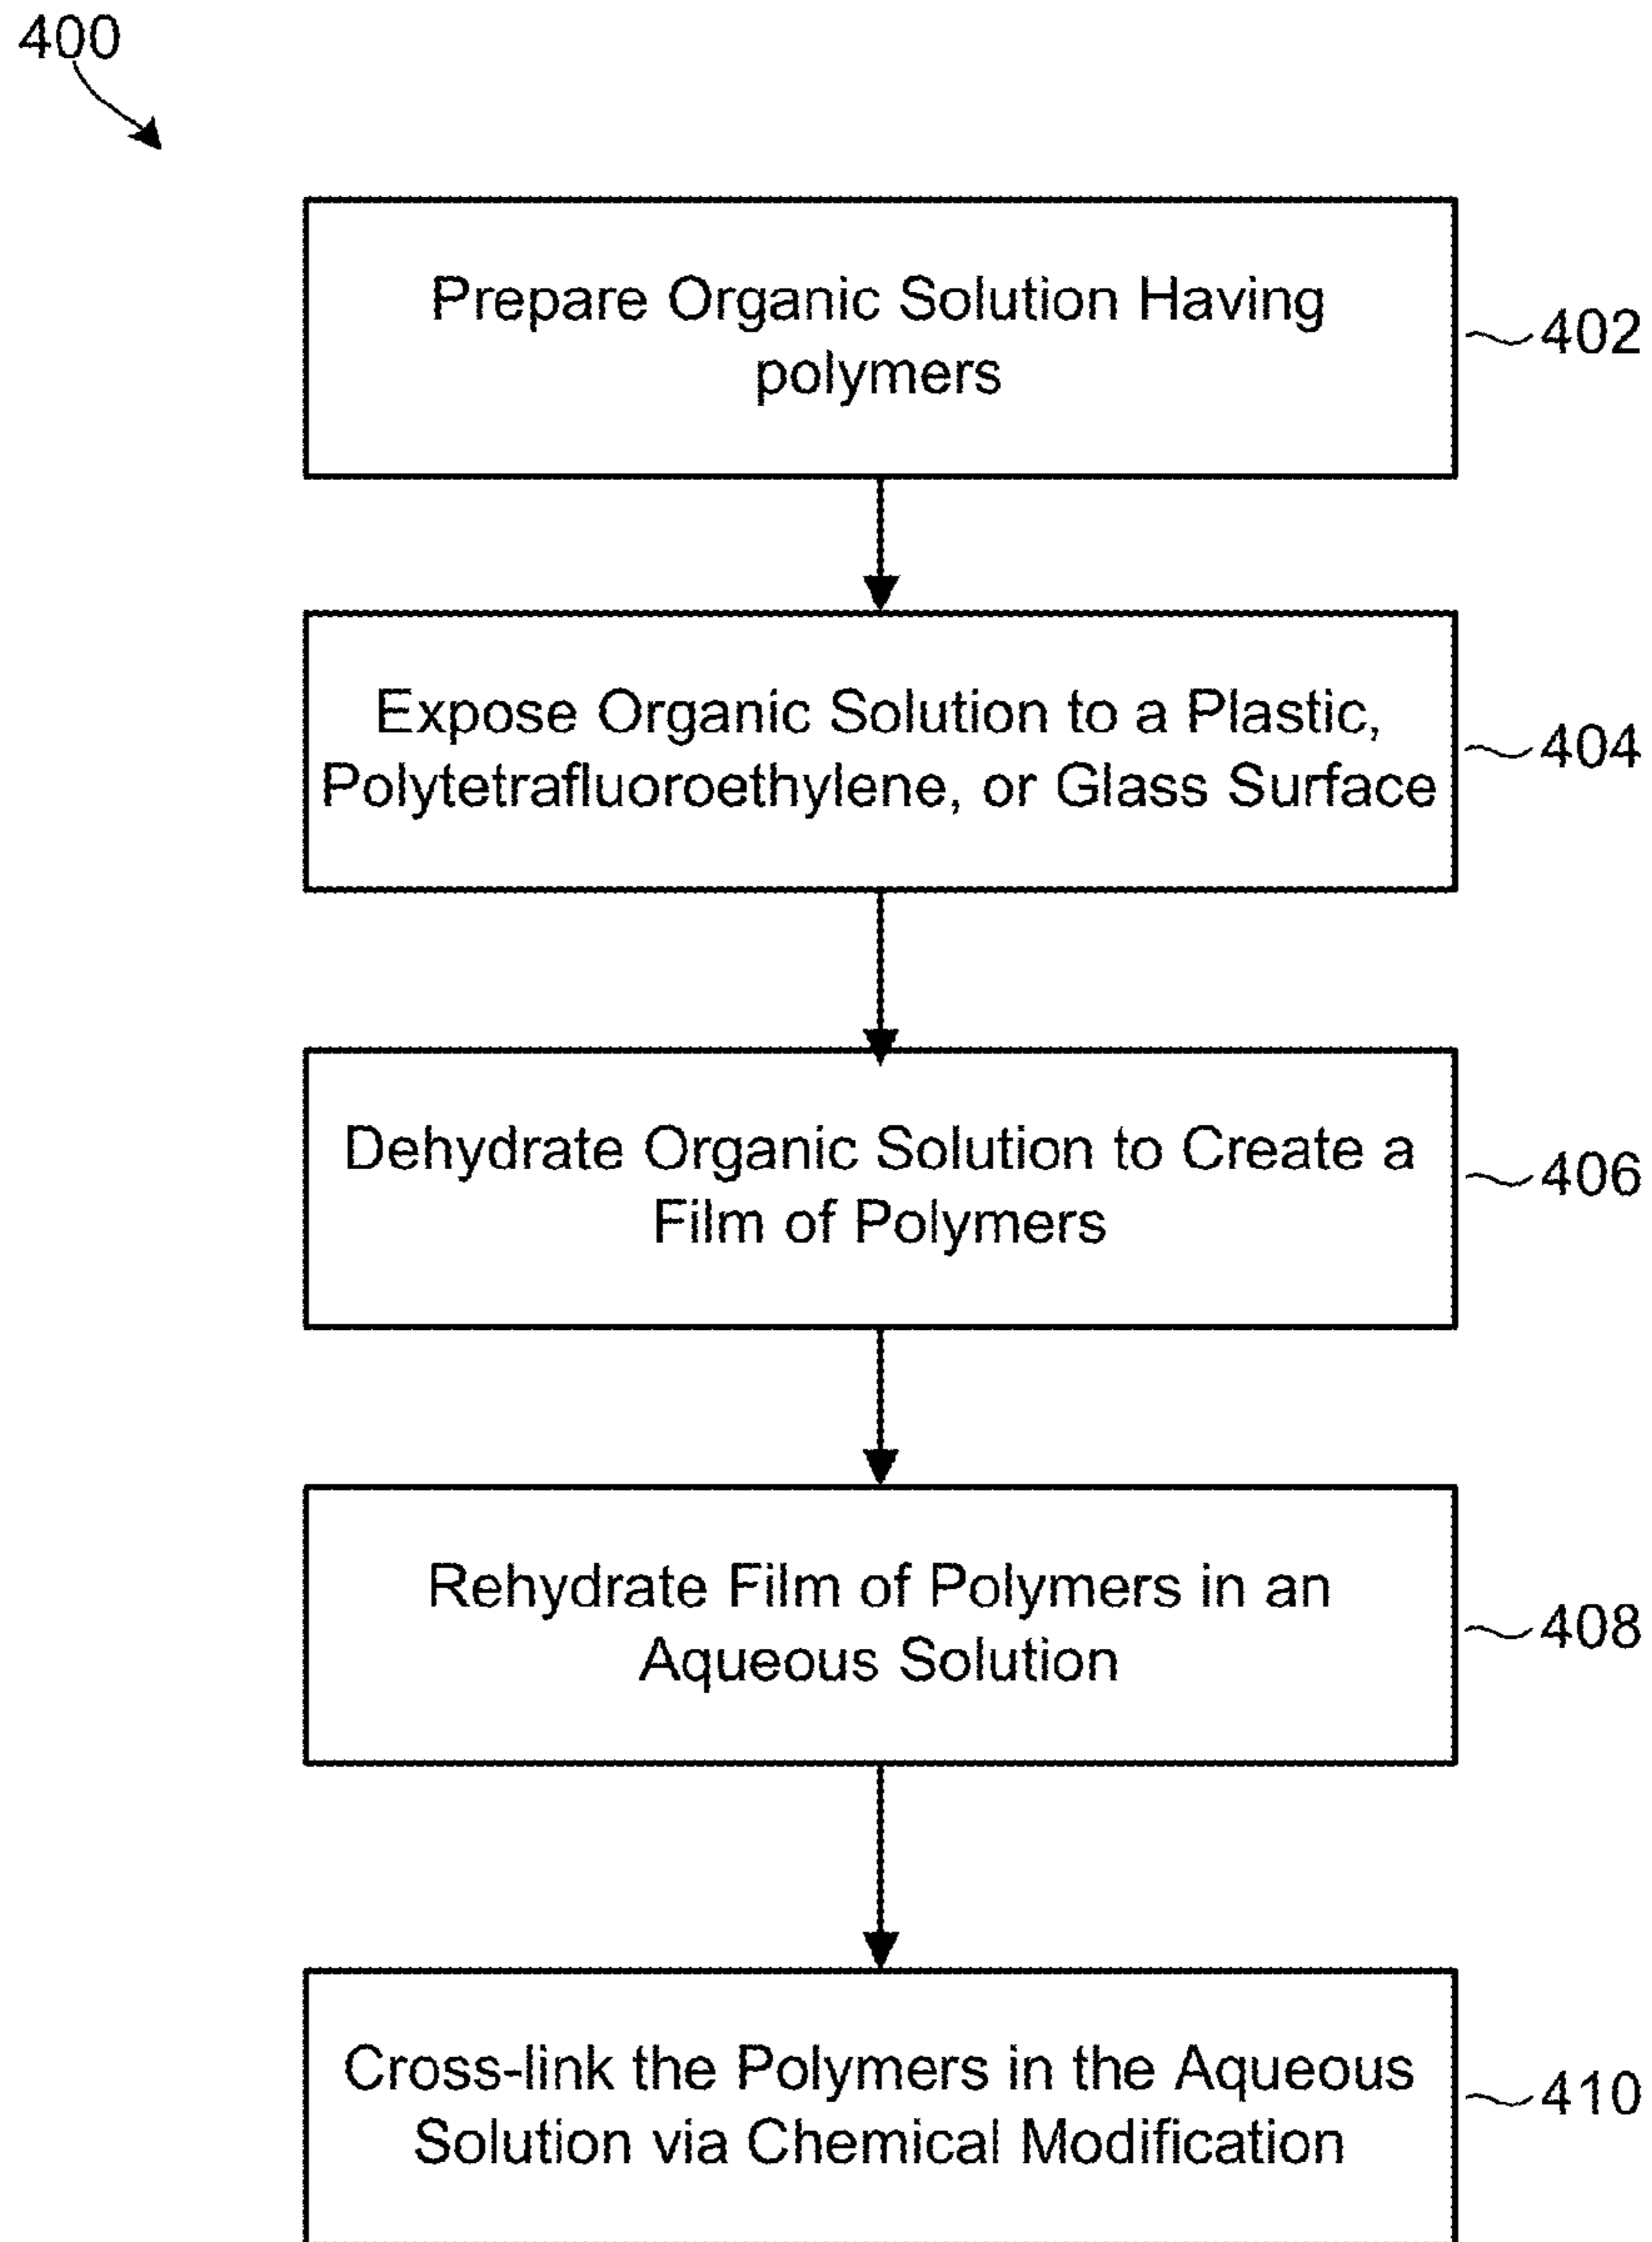 400
Prepare Organic Solution Having
polymers
402
Expose Organic Solution to a Plastic,
Polytetrafluoroethylene, or Glass Surface
404
Dehydrate Organic Solution to Create a
Film of Polymers
406
Rehydrate Film of Polymers in an
Aqueous Solution
408
Cross-link the Polymers in the Aqueous
Solution via Chemical Modification
410